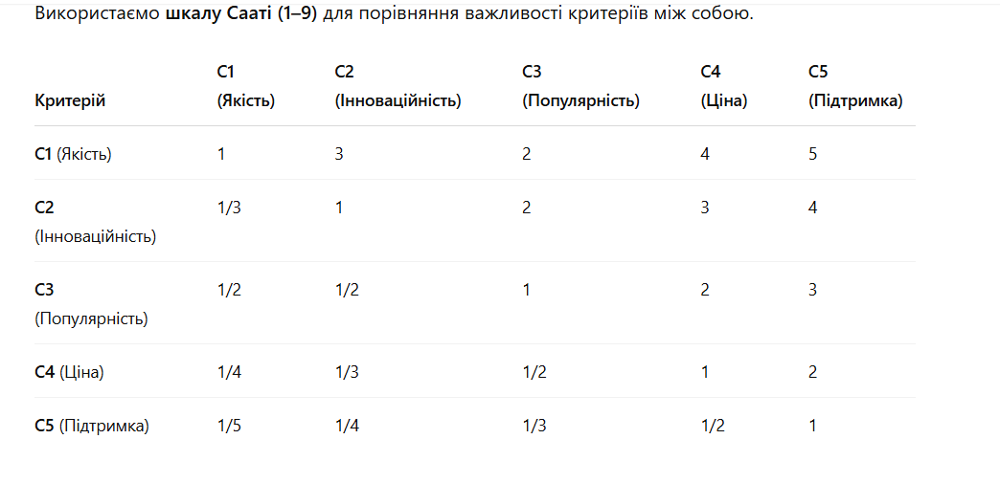 Використаємо шкалу Сааті (1–9) для порівняння важливості критеріїв між собою.
C1 C2 C3 C4 C5
Критерій (Якість) (Інноваційність) (Популярність) (Ціна) (Підтримка)
C1 (Якість) 1 3 2 4 5
C2 1/3 1 2 3 4
(Інноваційність)
C3 1/2 1/2 1 2 3
(Популярність)
C4 (Ціна) 1/4 1/3 1/2 1 2
C5 (Підтримка) 1/5 1/4 1/3 1/2 1